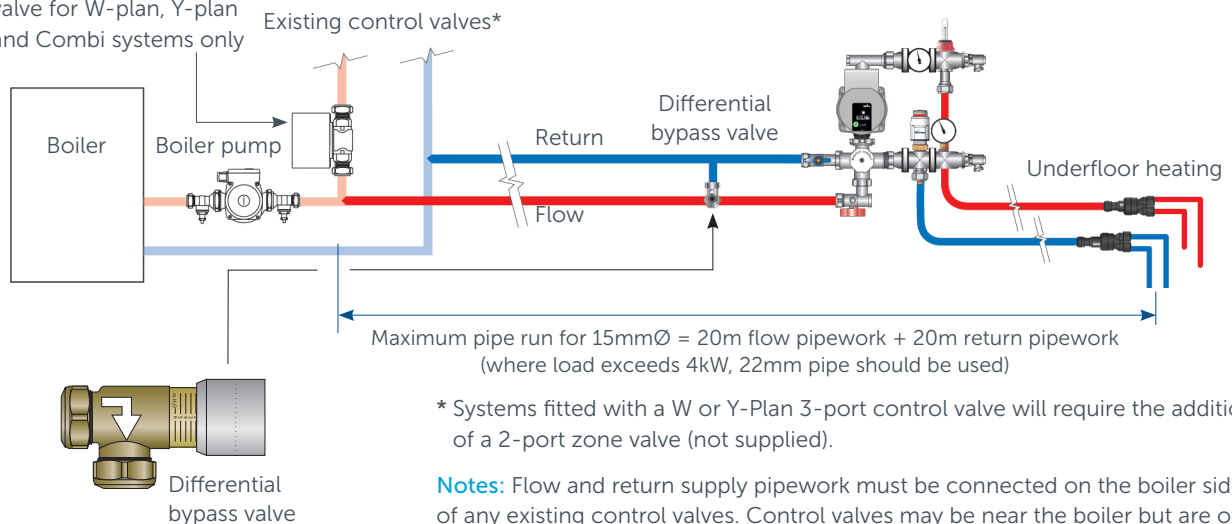 valve for W-plan, Y-plan
and Combi systems only
Existing control valves*
Boiler
Boiler pump
Return
Differential
bypass valve
Flow
Underfloor heating
Maximum pipe run for 15mmØ = 20m flow pipework + 20m return pipework
(where load exceeds 4kW, 22mm pipe should be used)
Differential
bypass valve
* Systems fitted with a W or Y-Plan 3-port control valve will require the additio
of a 2-port zone valve (not supplied).
Notes: Flow and return supply pipework must be connected on the boiler sid
of any existing control valves. Control valves may be near the boiler but are o